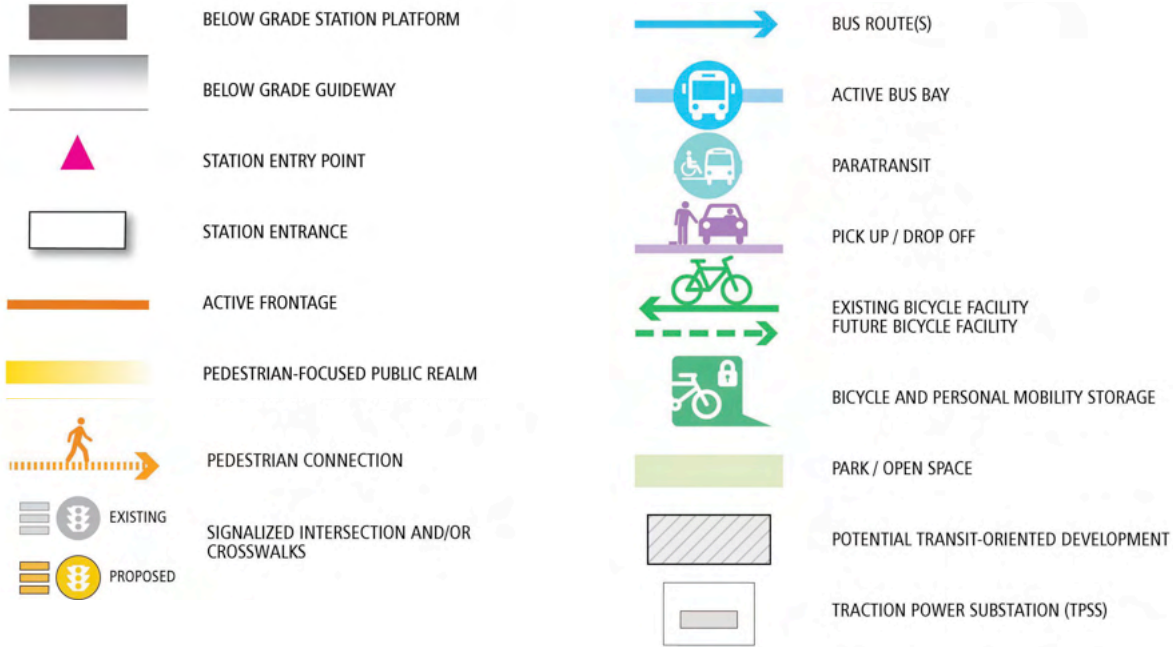 BELOW GRADE STATION PLATFORM
BELOW GRADE GUIDEWAY
STATION ENTRY POINT
STATION ENTRANCE
ACTIVE FRONTAGE
PEDESTRIAN-FOCUSED PUBLIC REALM
PEDESTRIAN CONNECTION
EXISTING
PROPOSED
SIGNALIZED INTERSECTION AND/OR
CROSSWALKS
BUS ROUTE(S)
ACTIVE BUS BAY
PARATRANSIT
PICK UP / DROP OFF
EXISTING BICYCLE FACILITY
FUTURE BICYCLE FACILITY
BICYCLE AND PERSONAL MOBILITY STORAGE
PARK / OPEN SPACE
POTENTIAL TRANSIT-ORIENTED DEVELOPMENT
TRACTION POWER SUBSTATION (TPSS)